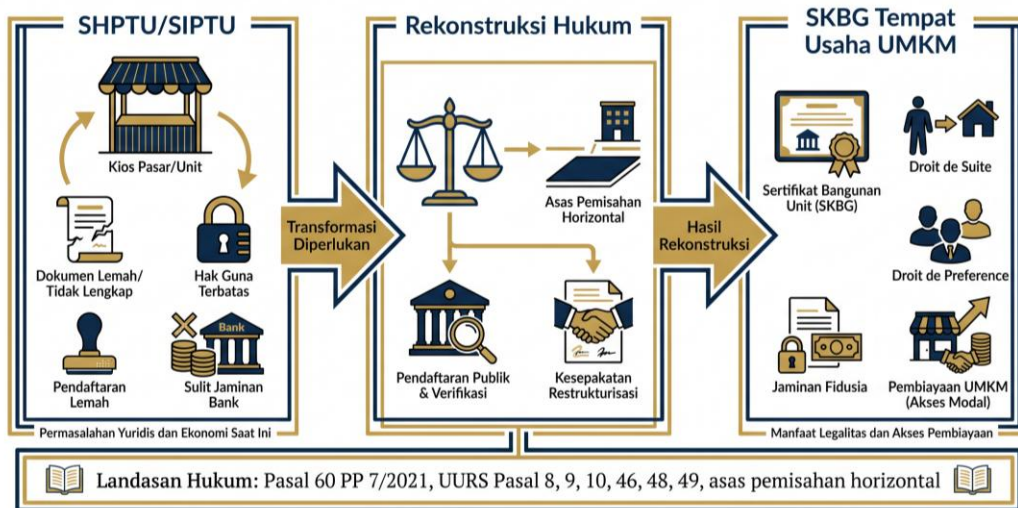 SHPTU/SIPTU
Kios Pasar/Unit
Dokumen Lemah/
Tidak Lengkap
Hak Guna
Terbatas
Pendaftaran
Lemah
Bank
Sulit Jaminan
Bank
Permasalahan Yuridis dan Ekonomi Saat Ini
Transformasi
Diperlukan
Rekonstruksi Hukum
Asas Pemisahan
Horizontal
Pendaftaran Publik
& Verifikasi
Kesepakatan
Restrukturisasi
Hasil
Rekonstruksi
SKBG Tempat
Usaha UMKM
Sertifikat Bangunan
Unit (SKBG)
Droit de Suite
Droit de Preference
Jaminan Fidusia
Pembiayaan UMKM
(Akses Modal)
Manfaat Legalitas dan Akses Pembiayaan
Landasan Hukum: Pasal 60 PP 7/2021, UURS Pasal 8, 9, 10, 46, 48, 49, asas pemisahan horizontal